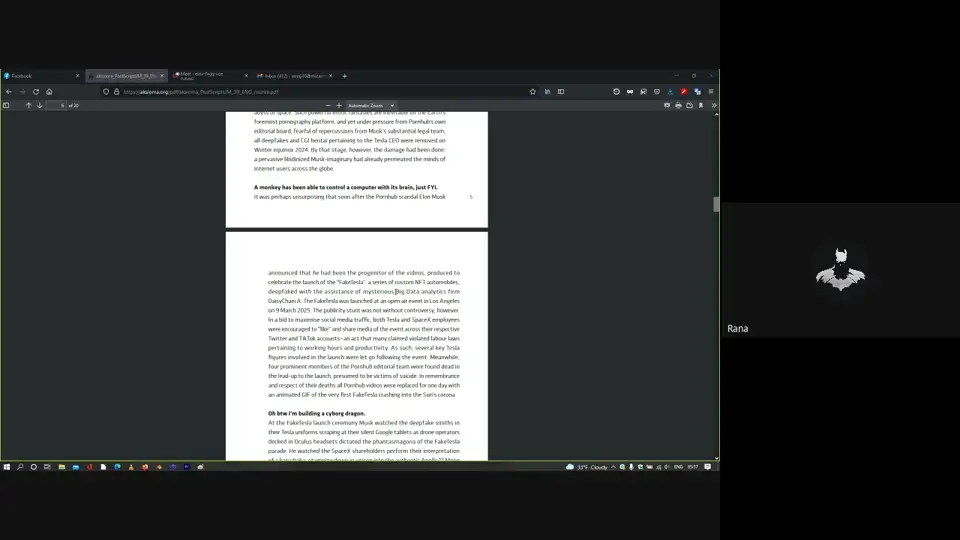 Facebook
Meet -
aksioma.org/pdf/aksioma_PostScriptUM_
6 of 20
Automatic Zoom
foremost pornography platform, and yet under pressure from Pornhub's own
editorial board, fearful of repercussions from Musk's substantial legal team,
all deepfakes and CGI hentai pertaining to the Tesla CEO were removed on
Winter equinox 2024. By that stage, however, the damage had been done:
a pervasive libidinized Musk-imaginary had already permeated the minds of
internet users across the globe.
A monkey has been able to control a computer with its brain, just FYI.
It was perhaps unsurprising that soon after the Pornhub scandal Elon Musk
5
announced that he had been the progenitor of the videos, produced to
celebrate the launch of the "FakeTesla": a series of custom NFT automobiles,
deepfaked with the assistance of mysterious Big Data analytics firm
DaisyChain A. The FakeTesla was launched at an open air event in Los Angeles
on 9 March 2025. The publicity stunt was not without controversy, however.
In a bid to maximise social media traffic, both Tesla and SpaceX employees
were encouraged to "like" and share media of the event across their respective
Twitter and TikTok accounts–an act that many claimed violated labour laws
pertaining to working hours and productivity. As such, several key Tesla
figures involved in the launch were let go following the event. Meanwhile,
four prominent members of the Pornhub editorial team were found dead in
the lead-up to the launch, presumed to be victims of suicide. In remembrance
and respect of their deaths all Pornhub videos were replaced for one day with
an animated GIF of the very first FakeTesla crashing into the Sun's corona.
Oh btw I'm building a cyborg dragon.
At the FakeTesla launch ceremony Musk watched the deepfake smiths in
their Tesla uniforms scraping at their silent Google tablets as drone operators
decked in Oculus headsets dictated the phantasmagoria of the FakeTesla
parade. He watched the SpaceX shareholders perform their interpretation
Rana
33°F Cloudy
ENG